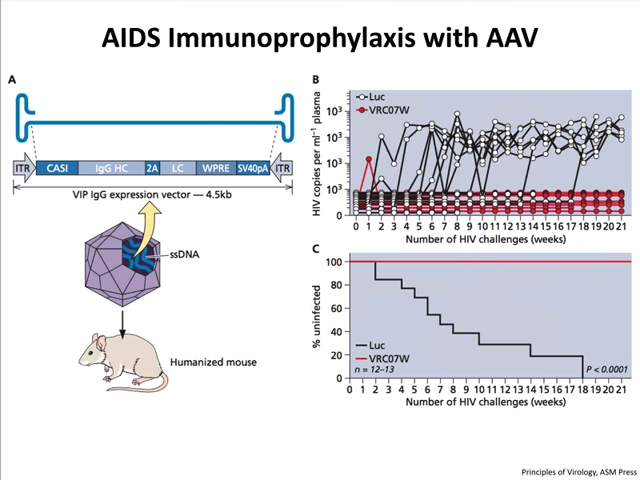 AIDS Immunoprophylaxis with AAV
A
ITR CASI IgG HC 2A LC WPRE SV40pA ITR
VIP IgG expression vector — 4.5kb
ssDNA
Humanized mouse
B
Luc
VRC07W
HIV copies per ml⁻¹ plasma
10³
10³
10³
10³
0 1 2 3 4 5 6 7 8 9 10 11 12 13 14 15 16 17 18 19 20 21
Number of HIV challenges (weeks)
C
% uninfected
100
80
60
40
20
0
Luc
VRC07W
n = 12–13
P < 0.0001
0 1 2 3 4 5 6 7 8 9 10 11 12 13 14 15 16 17 18 19 20 21
Number of HIV challenges (weeks)
Principles of Virology, ASM Press